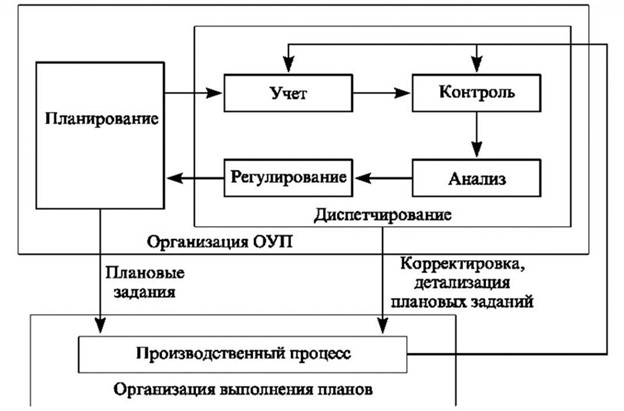 Планирование
Учет
Контроль
Регулирование
Анализ
Диспетчирование
Организация ОУП
Плановые
задания
Корректировка,
детализация
плановых заданий
Производственный процесс
Организация выполнения планов